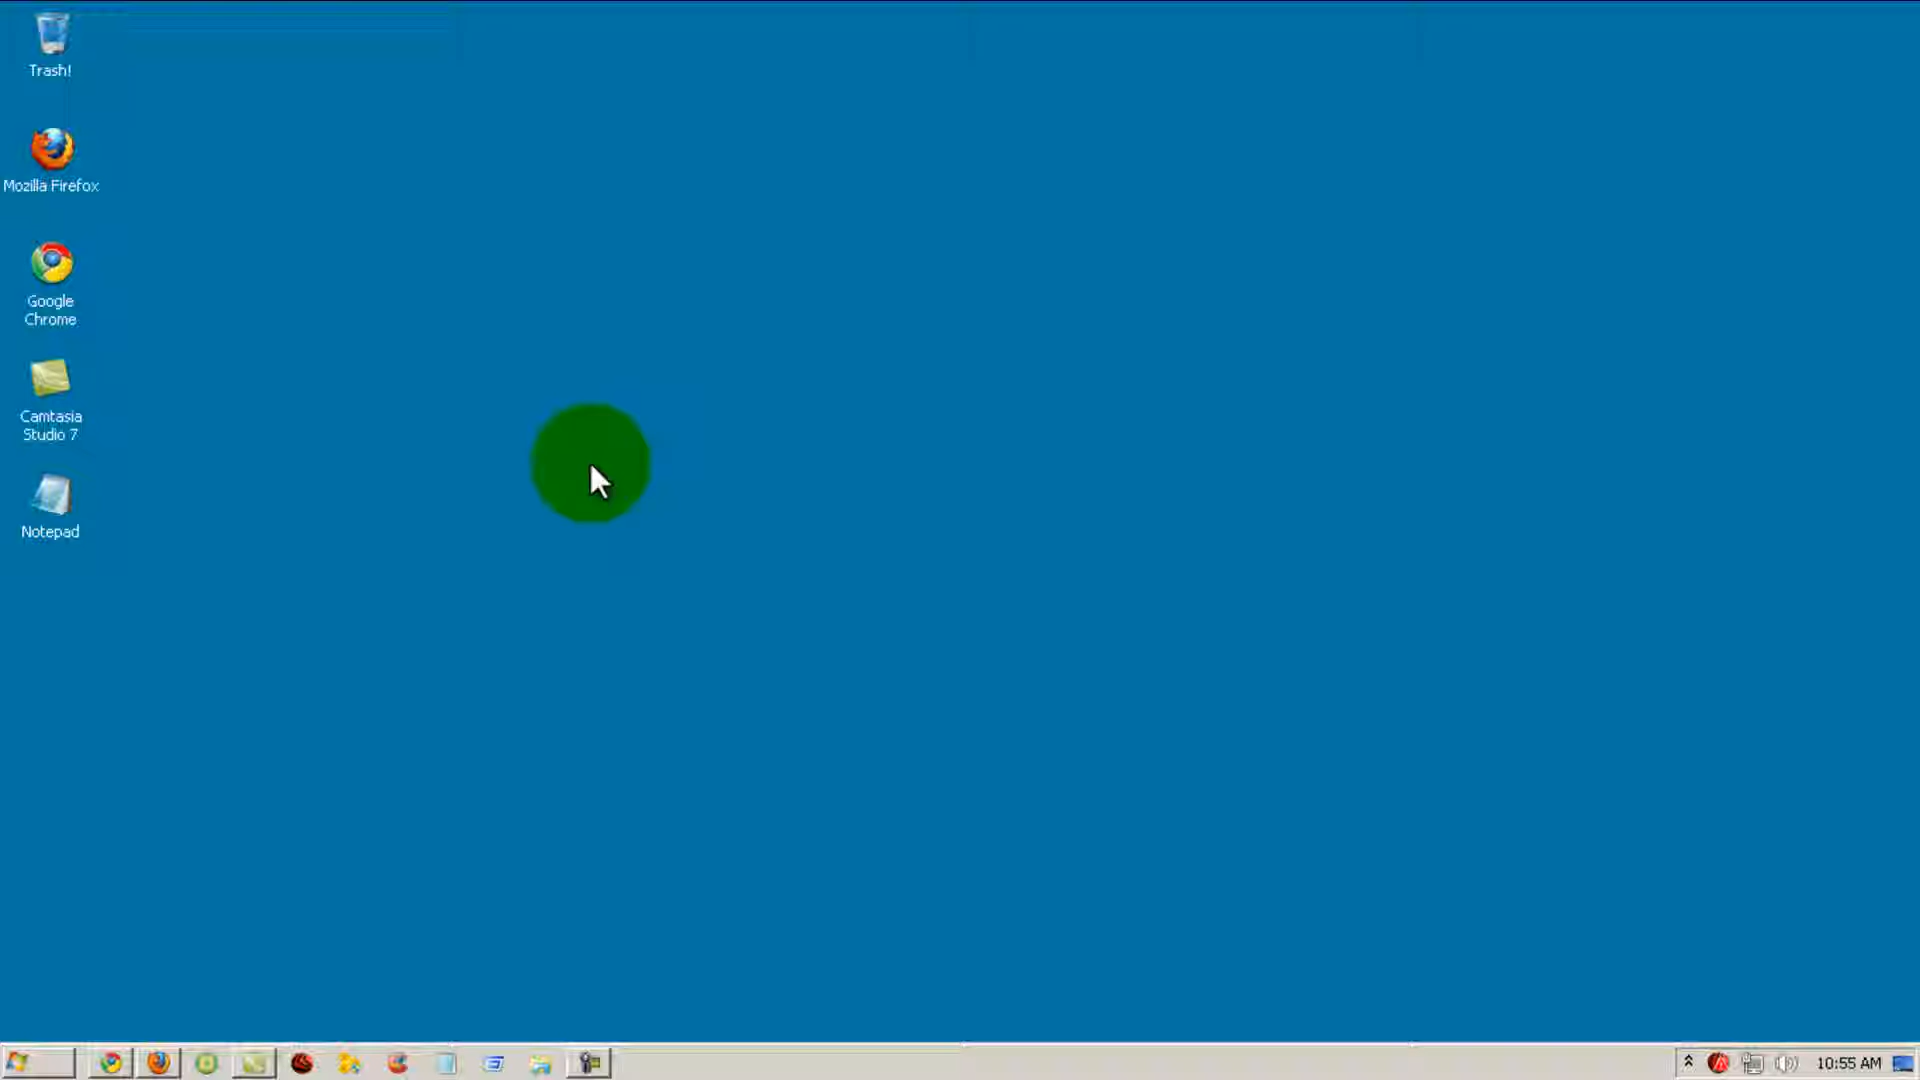 Trash!
Mozilla Firefox
Google
Chrome
Camtasia
Studio 7
Notepad
10:55 AM